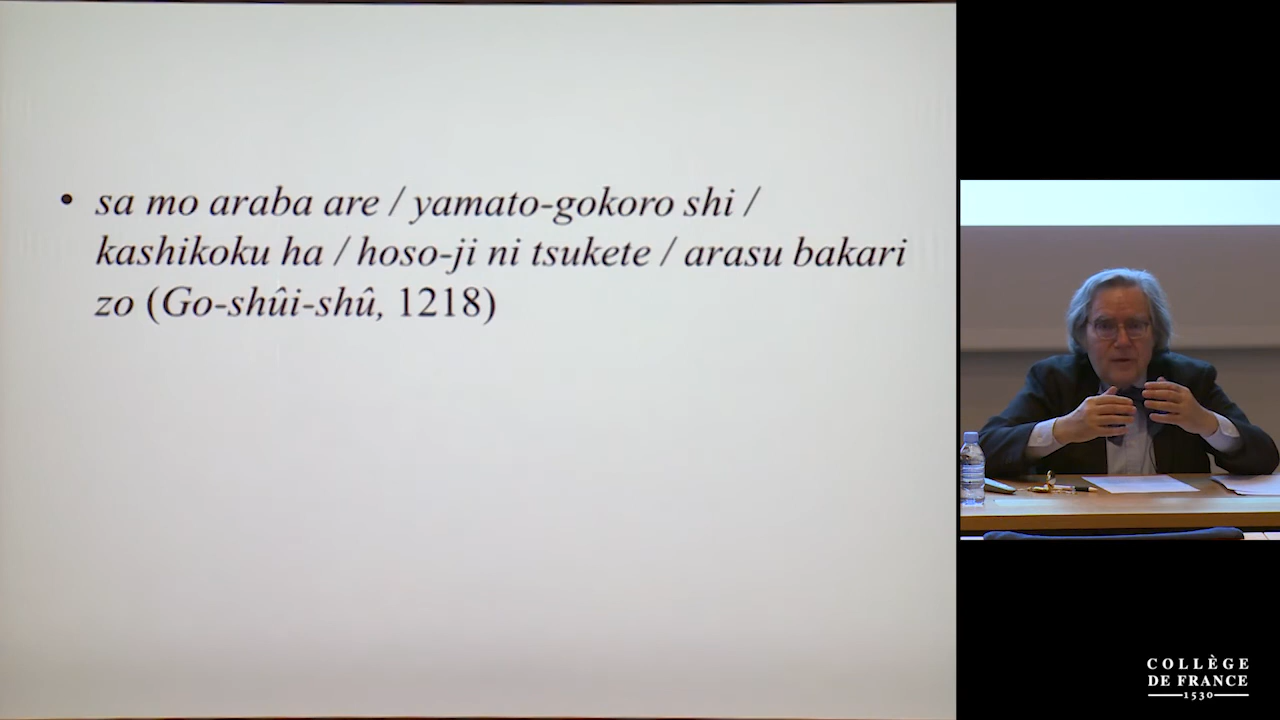 • sa mo araba are / yamato-gokoro shi /
kashikoku ha / hoso-ji ni tsukete / arasu bakari
zo (Go-shûi-shû, 1218)
COLLÈGE
DE FRANCE
1530